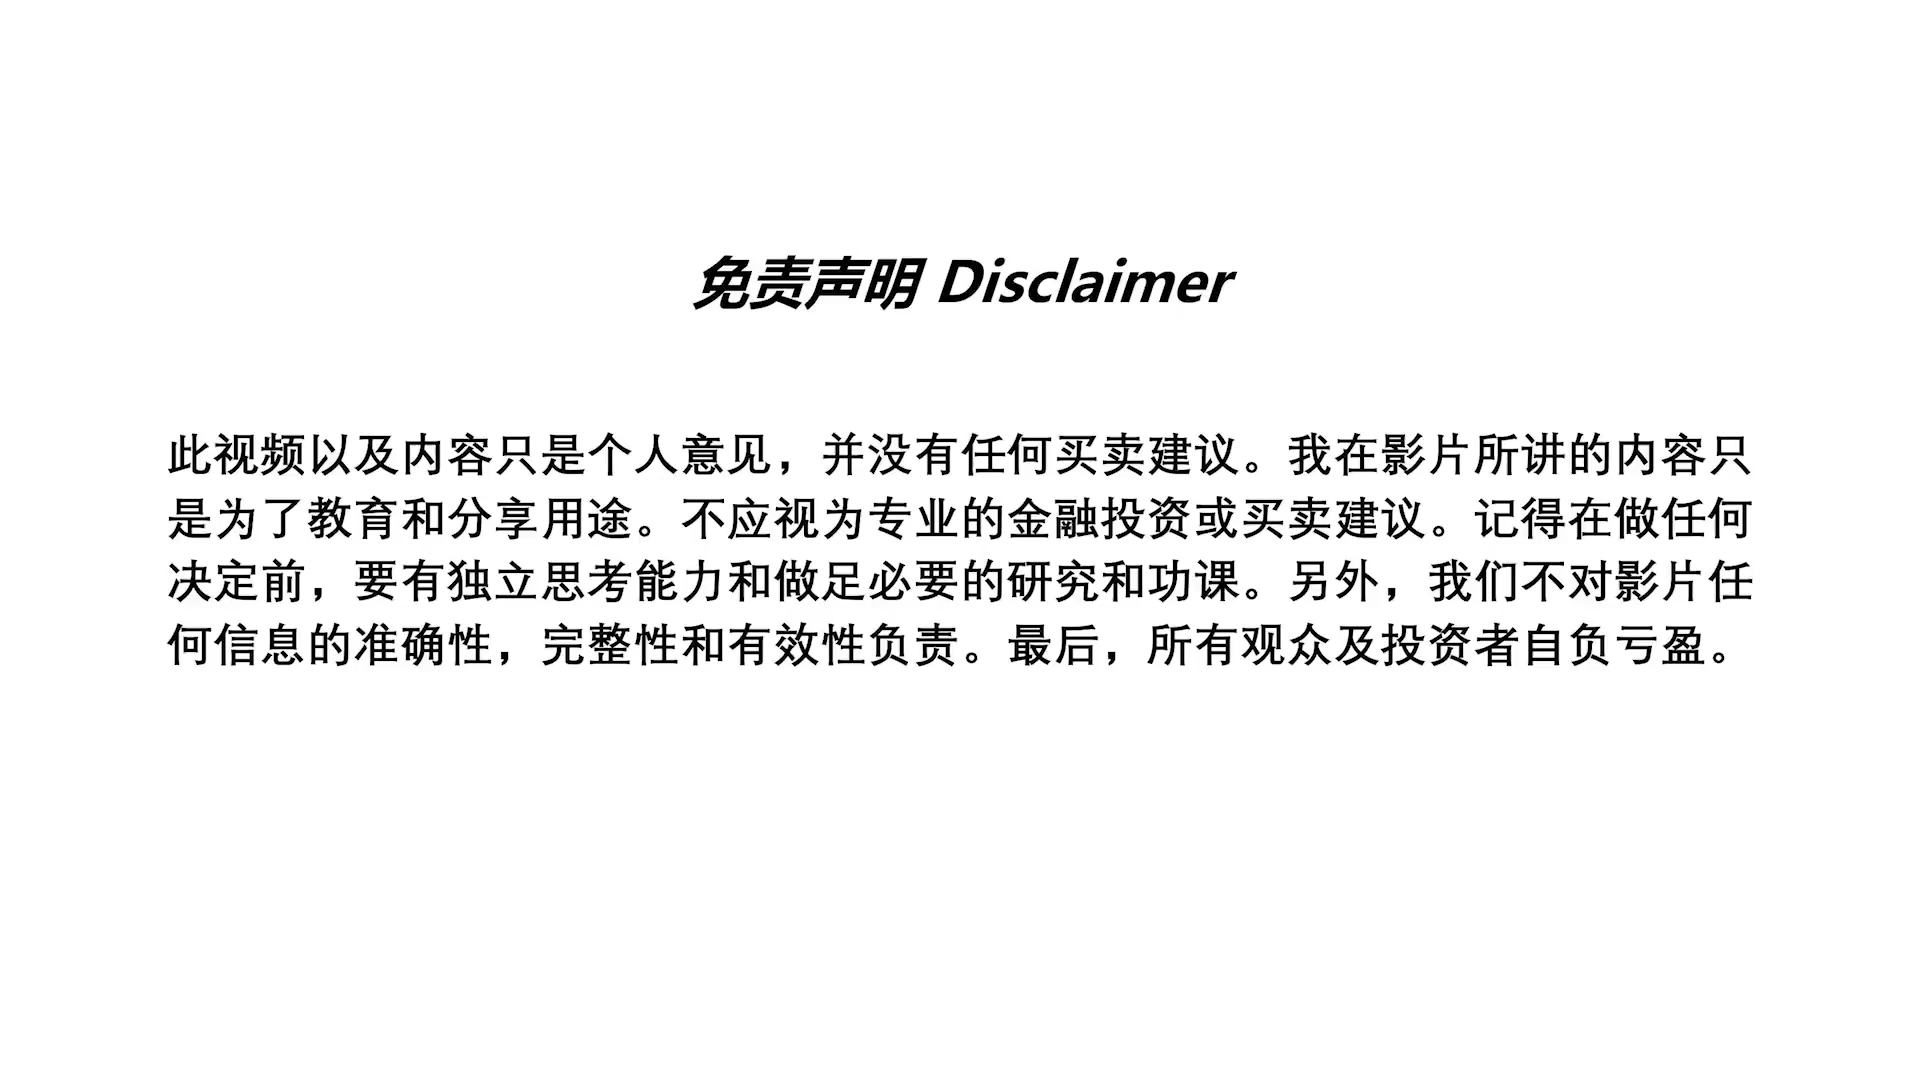 免责声明 Disclaimer
此视频以及内容只是个人意见，并没有任何买卖建议。我在影片所讲的内容只
是为了教育和分享用途。不应视为专业的金融投资或买卖建议。记得在做任何
决定前，要有独立思考能力和做足必要的研究和功课。另外，我们不对影片任
何信息的准确性，完整性和有效性负责。最后，所有观众及投资者自负亏盈。